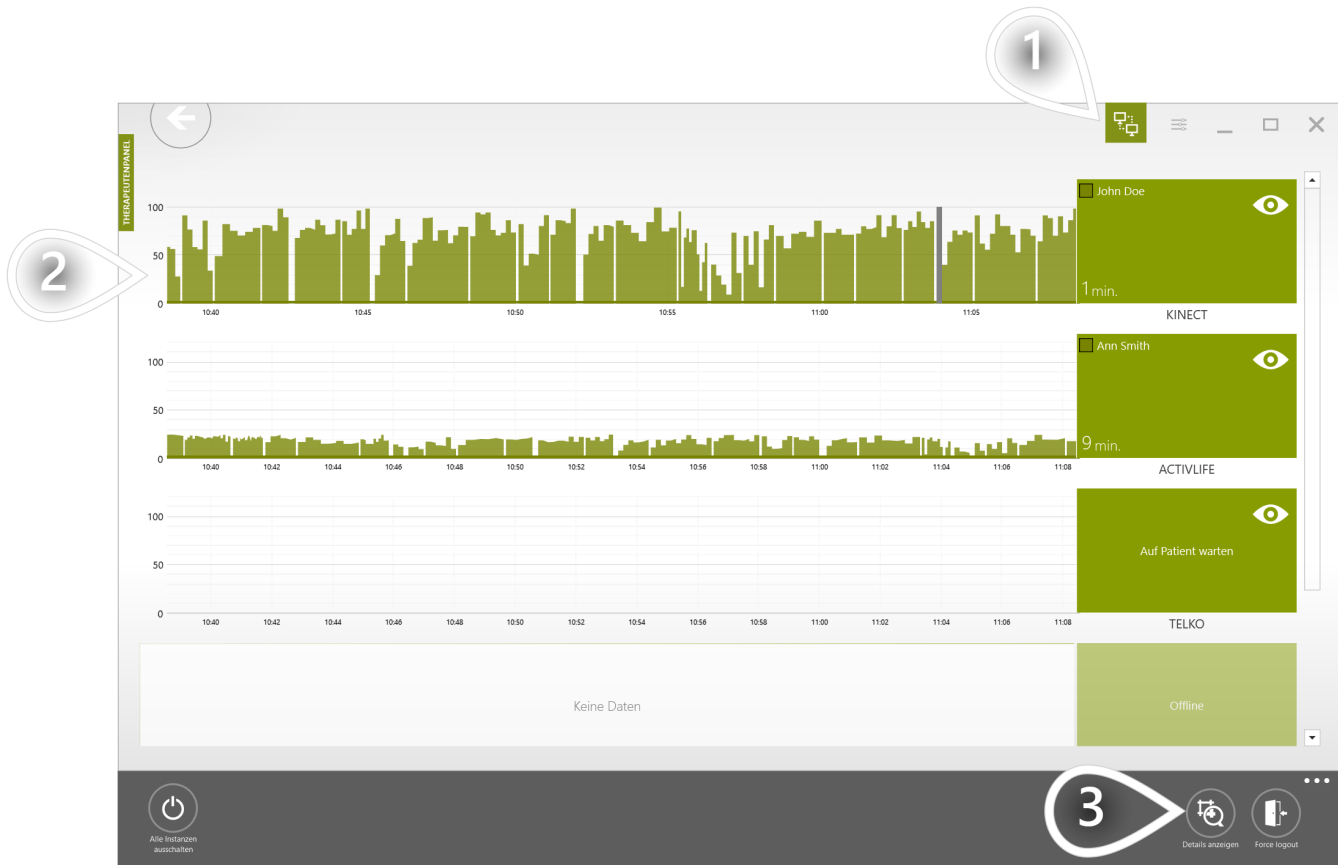 1
THERAPEUTENPANEL
2
John Doe
100
50
0
1 min.
10:40 10:45 10:50 10:55 11:00 11:05
KINECT
Ann Smith
100
50
0
9 min.
10:40 10:42 10:44 10:46 10:48 10:50 10:52 10:54 10:56 10:58 11:00 11:02 11:04 11:06 11:08
ACTIVLIFE
100
50
0
Auf Patient warten
10:40 10:42 10:44 10:46 10:48 10:50 10:52 10:54 10:56 10:58 11:00 11:02 11:04 11:06 11:08
TELKO
Keine Daten
Offline
3
Alle Instanzen
ausschalten
Details anzeigen
Force logout